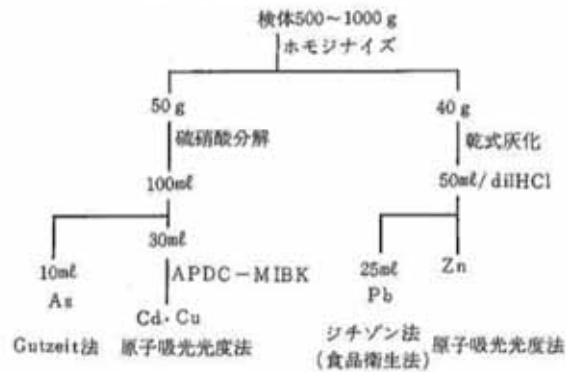 検体500～1000g
ホモジナイズ
50g
40g
硫硝酸分解
乾式灰化
100mℓ
50mℓ/dilHCl
30mℓ
10mℓ
APDC－MIBK
25mℓ
Zn
As
Pb
Cd・Cu
ジチゾン法
Gutzeit法 原子吸光光度法
(食品衛生法) 原子吸光光度法